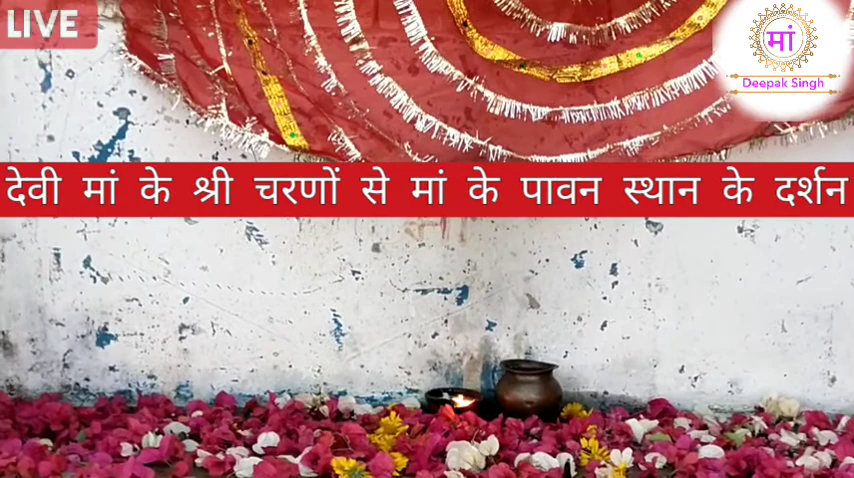 LIVE
मां
Deepak Singh
देवी मां के श्री चरणों से मां के पावन स्थान के दर्शन